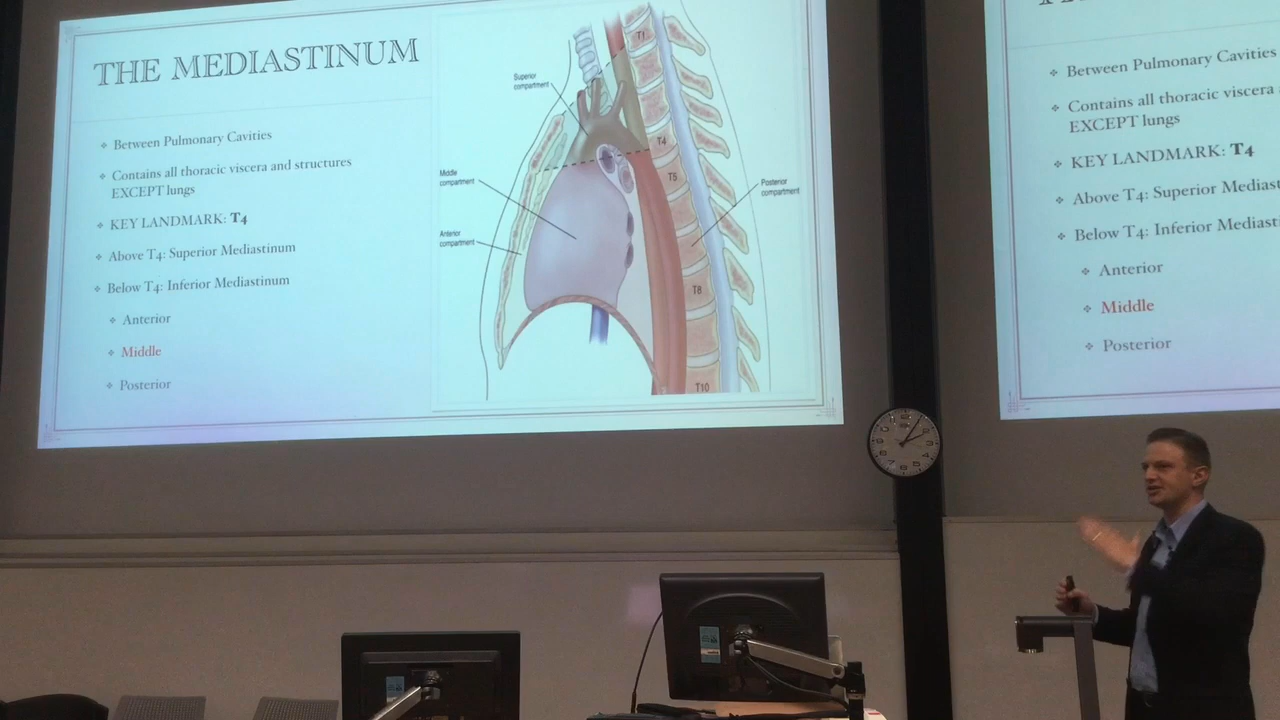 THE MEDIASTINUM
Between Pulmonary Cavities
Contains all thoracic viscera and structures
EXCEPT lungs
KEY LANDMARK: T4
Above T4: Superior Mediastinum
Below T4: Inferior Mediastinum
Anterior
Middle
Posterior
Superior
compartment
Middle
compartment
Anterior
compartment
Posterior
compartment
T1
T4
T5
T8
T10
Between Pulmonary Cavities
Contains all thoracic viscera
EXCEPT lungs
KEY LANDMARK: T4
Above T4: Superior Mediast
Below T4: Inferior Mediast
Anterior
Middle
Posterior